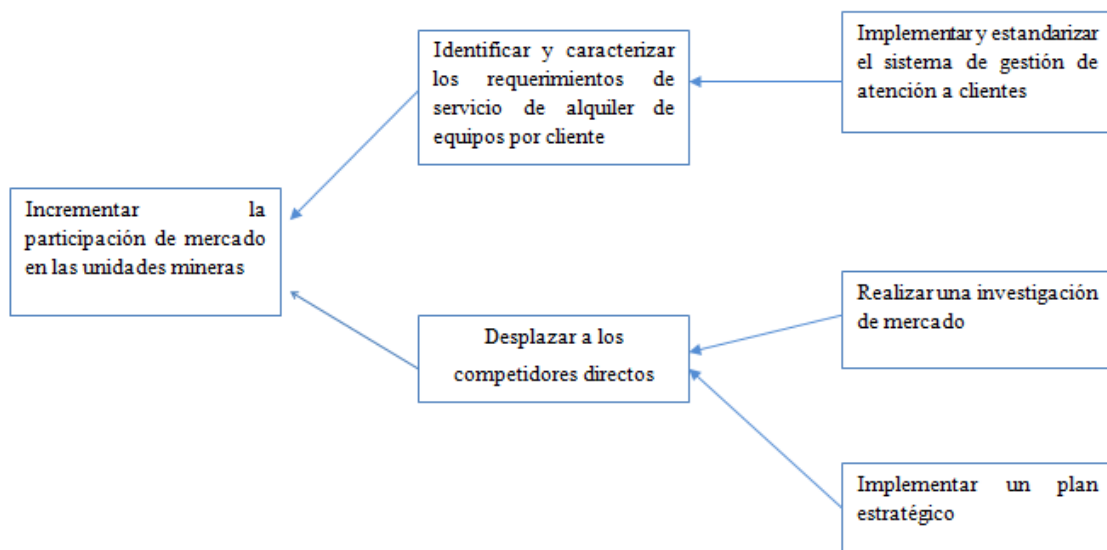 Incrementar la
participación de mercado
en las unidades mineras
Identificar y caracterizar
los requerimientos de
servicio de alquiler de
equipos por cliente
Desplazar a los
competidores directos
Implementar y estandarizar
el sistema de gestión de
atención a clientes
Realizar una investigación
de mercado
Implementar un plan
estratégico